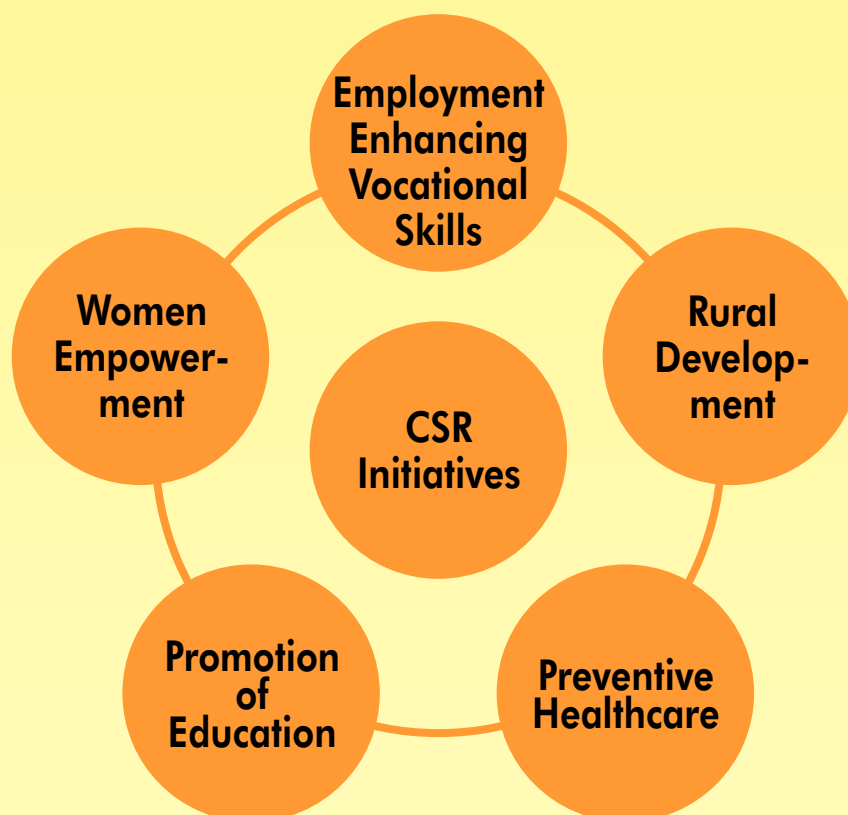 Employment
Enhancing
Vocational
Skills
Women
Empower-
ment
Rural
Develop-
ment
CSR
Initiatives
Promotion
of
Education
Preventive
Healthcare